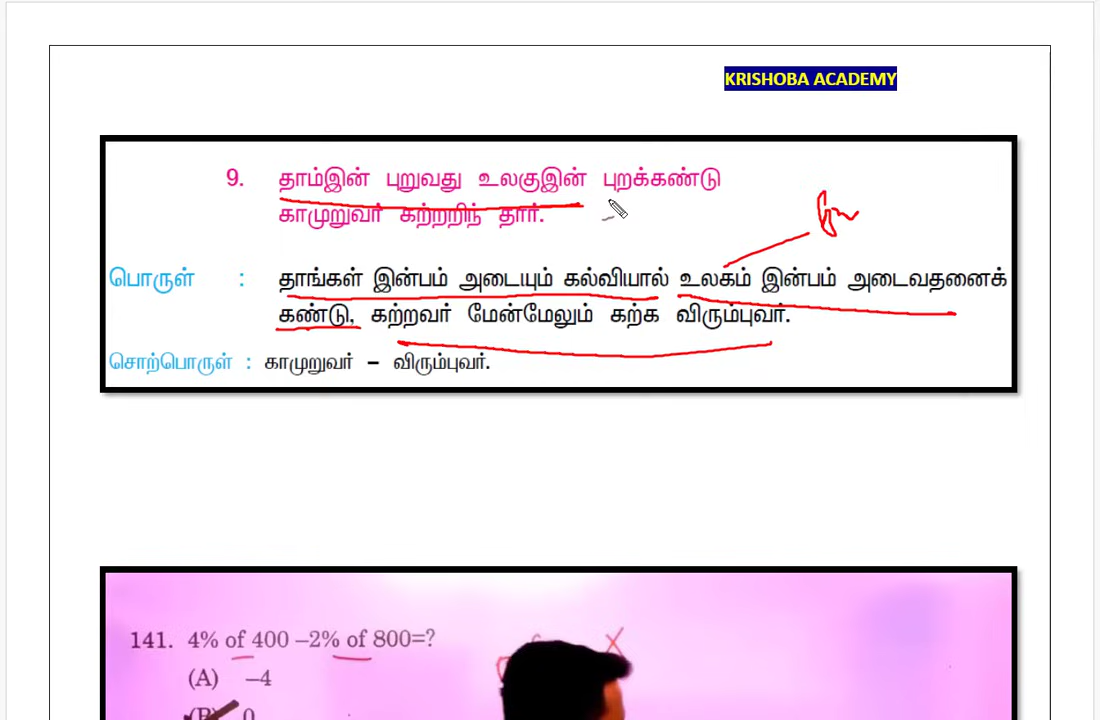 KRISHOBA ACADEMY
9. தாம்இன் புறுவது உலகுஇன் புறக்கண்டு
காமுறுவர் கற்றறிந் தார்.
பொருள் : தாங்கள் இன்பம் அடையும் கல்வியால் உலகம் இன்பம் அடைவதனைக்
கண்டு, கற்றவர் மேன்மேலும் கற்க விரும்புவர்.
சொற்பொருள் : காமுறுவர் – விரும்புவர்.
141. 4% of 400 –2% of 800=?
(A) –4
(B) 0